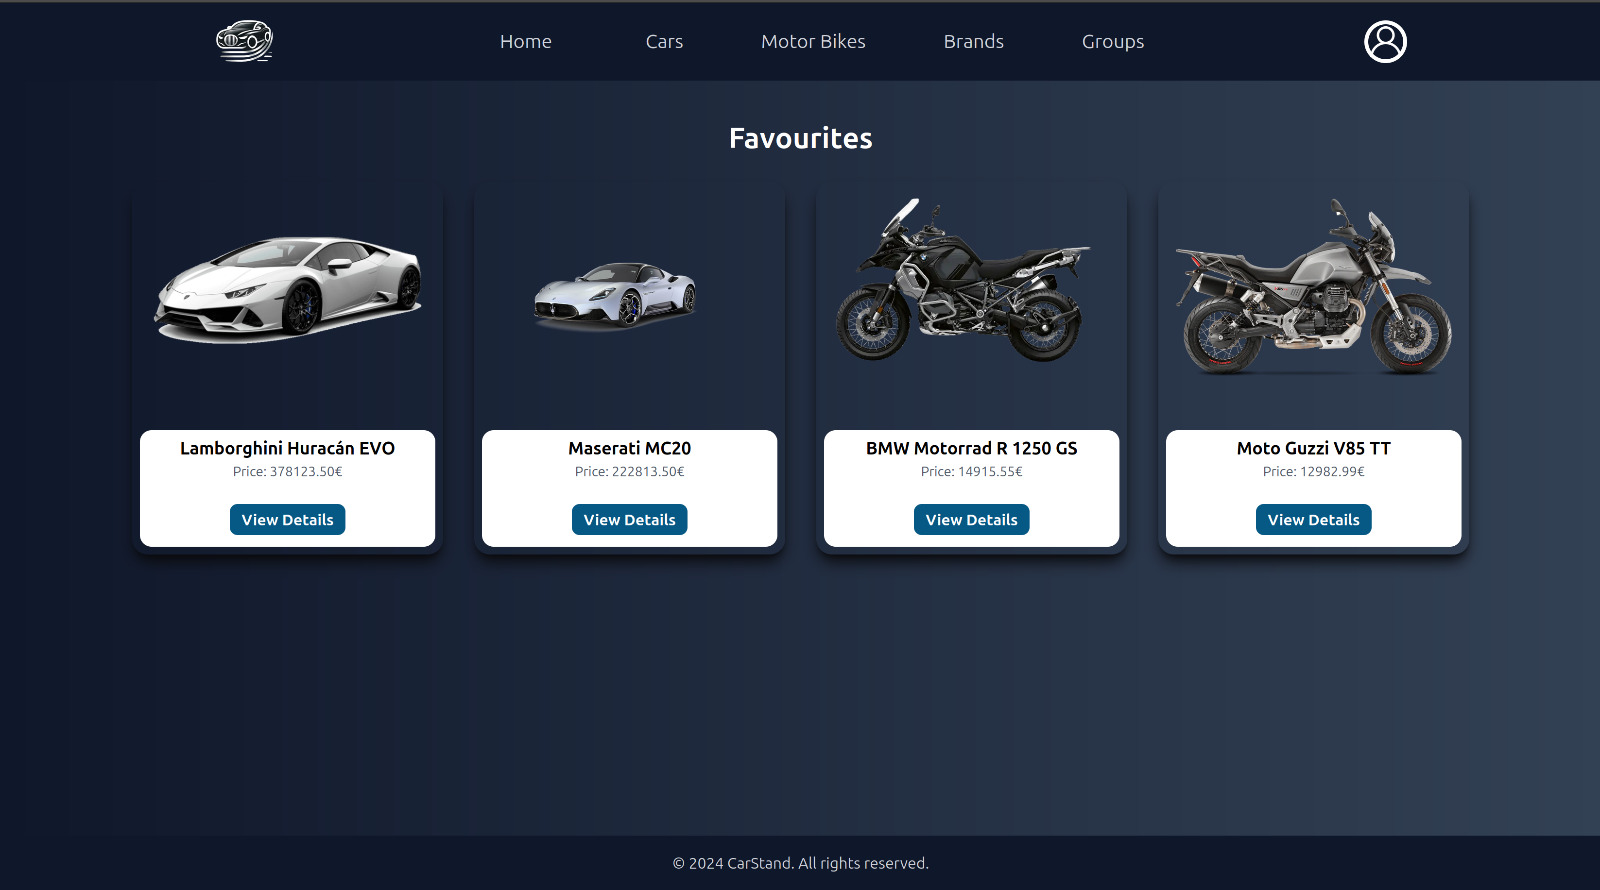 Home Cars Motor Bikes Brands Groups
Favourites
Lamborghini Huracán EVO
Price: 378123.50€
View Details
Maserati MC20
Price: 222813.50€
View Details
BMW Motorrad R 1250 GS
Price: 14915.55€
View Details
Moto Guzzi V85 TT
Price: 12982.99€
View Details
© 2024 CarStand. All rights reserved.